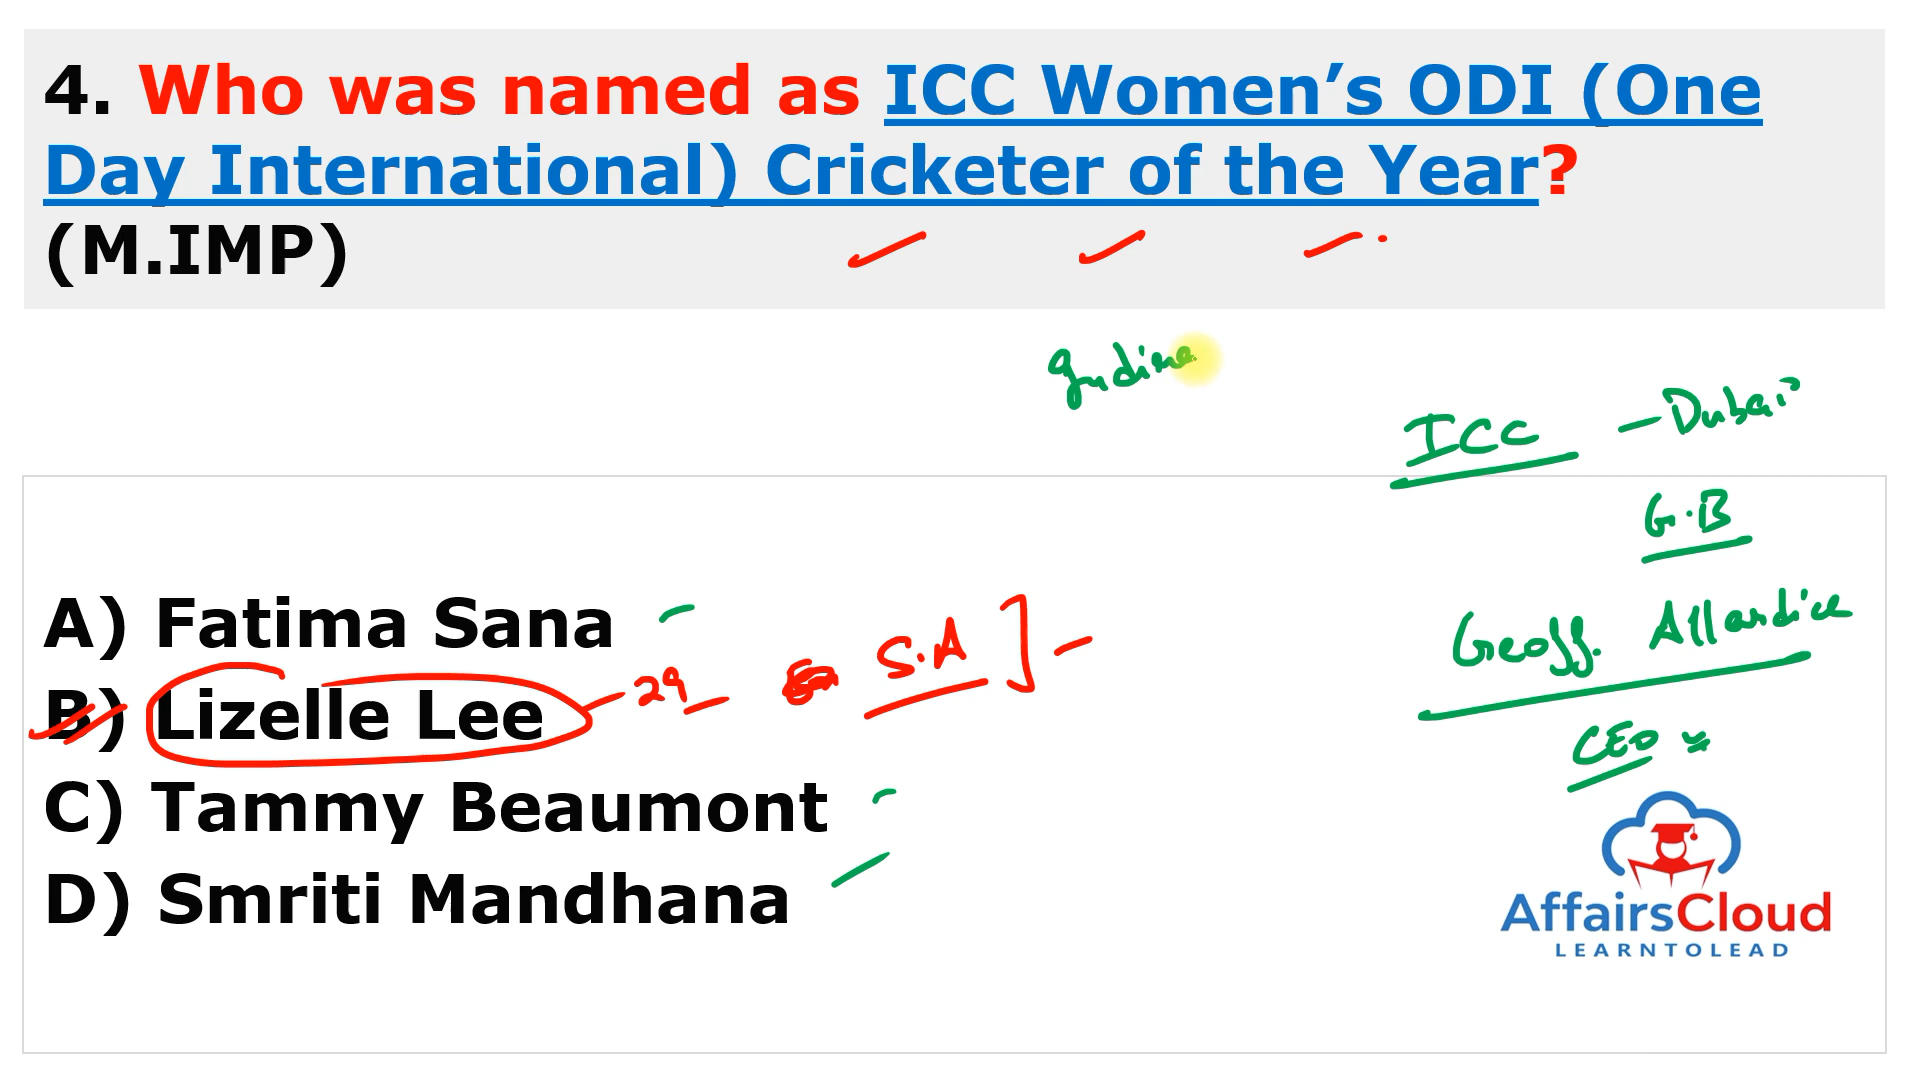 4. Who was named as ICC Women’s ODI (One
Day International) Cricketer of the Year?
(M.IMP)
ICC - Dubai
G.B
Geoff. Allardice
CEO
A) Fatima Sana
B) Lizelle Lee - 29 S.A
C) Tammy Beaumont
D) Smriti Mandhana
AffairsCloud
LEARNTOLEAD